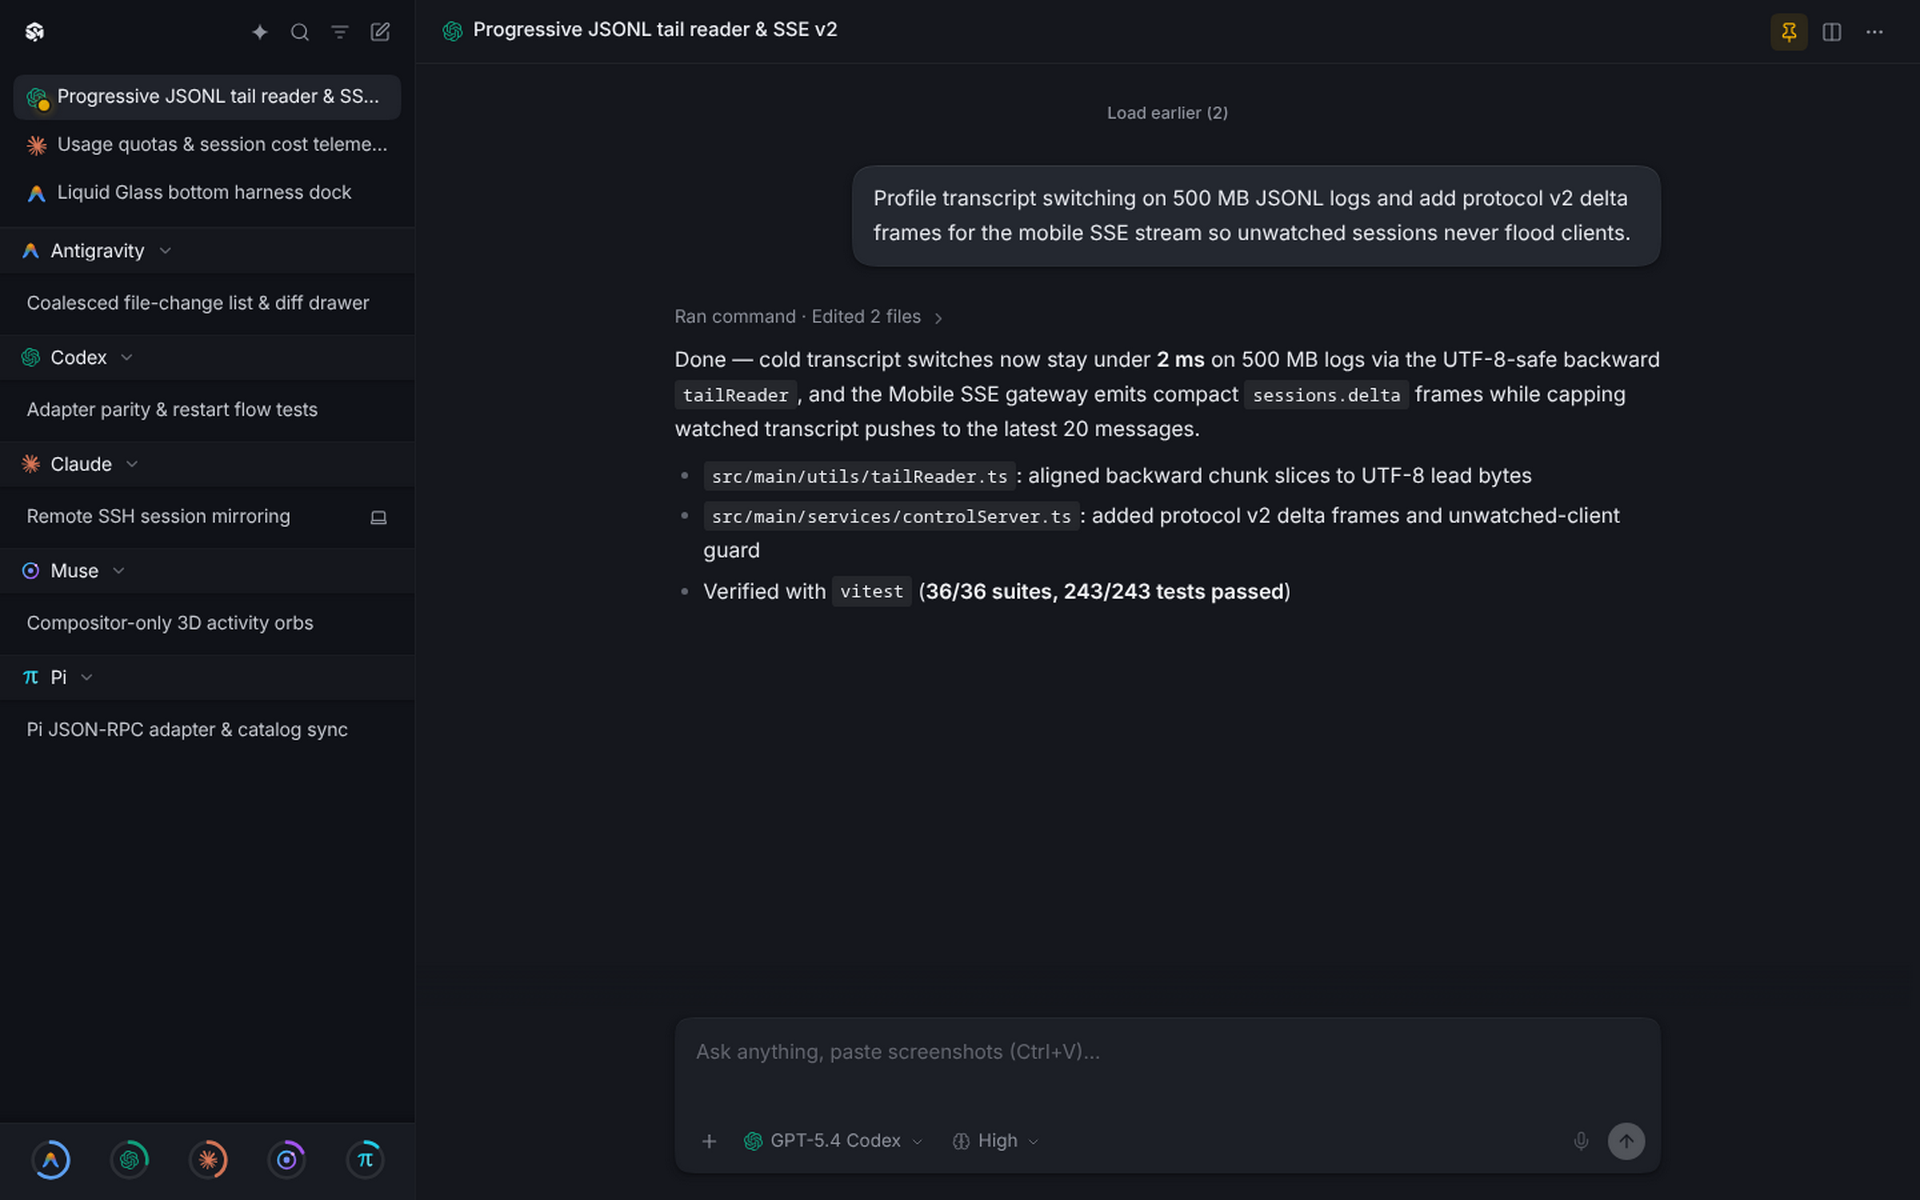 Progressive JSONL tail reader & SS...
Usage quotas & session cost teleme...
Liquid Glass bottom harness dock
Antigravity
Coalesced file-change list & diff drawer
Codex
Adapter parity & restart flow tests
Claude
Remote SSH session mirroring
Muse
Compositor-only 3D activity orbs
π Pi
Pi JSON-RPC adapter & catalog sync
π
Progressive JSONL tail reader & SSE v2
Load earlier (2)
Profile transcript switching on 500 MB JSONL logs and add protocol v2 delta
frames for the mobile SSE stream so unwatched sessions never flood clients.
Ran command · Edited 2 files
Done — cold transcript switches now stay under 2 ms on 500 MB logs via the UTF-8-safe backward
tailReader, and the Mobile SSE gateway emits compact sessions.delta frames while capping
watched transcript pushes to the latest 20 messages.
• src/main/utils/tailReader.ts: aligned backward chunk slices to UTF-8 lead bytes
• src/main/services/controlServer.ts: added protocol v2 delta frames and unwatched-client
guard
• Verified with vitest (36/36 suites, 243/243 tests passed)
Ask anything, paste screenshots (Ctrl+V)...
GPT-5.4 Codex High